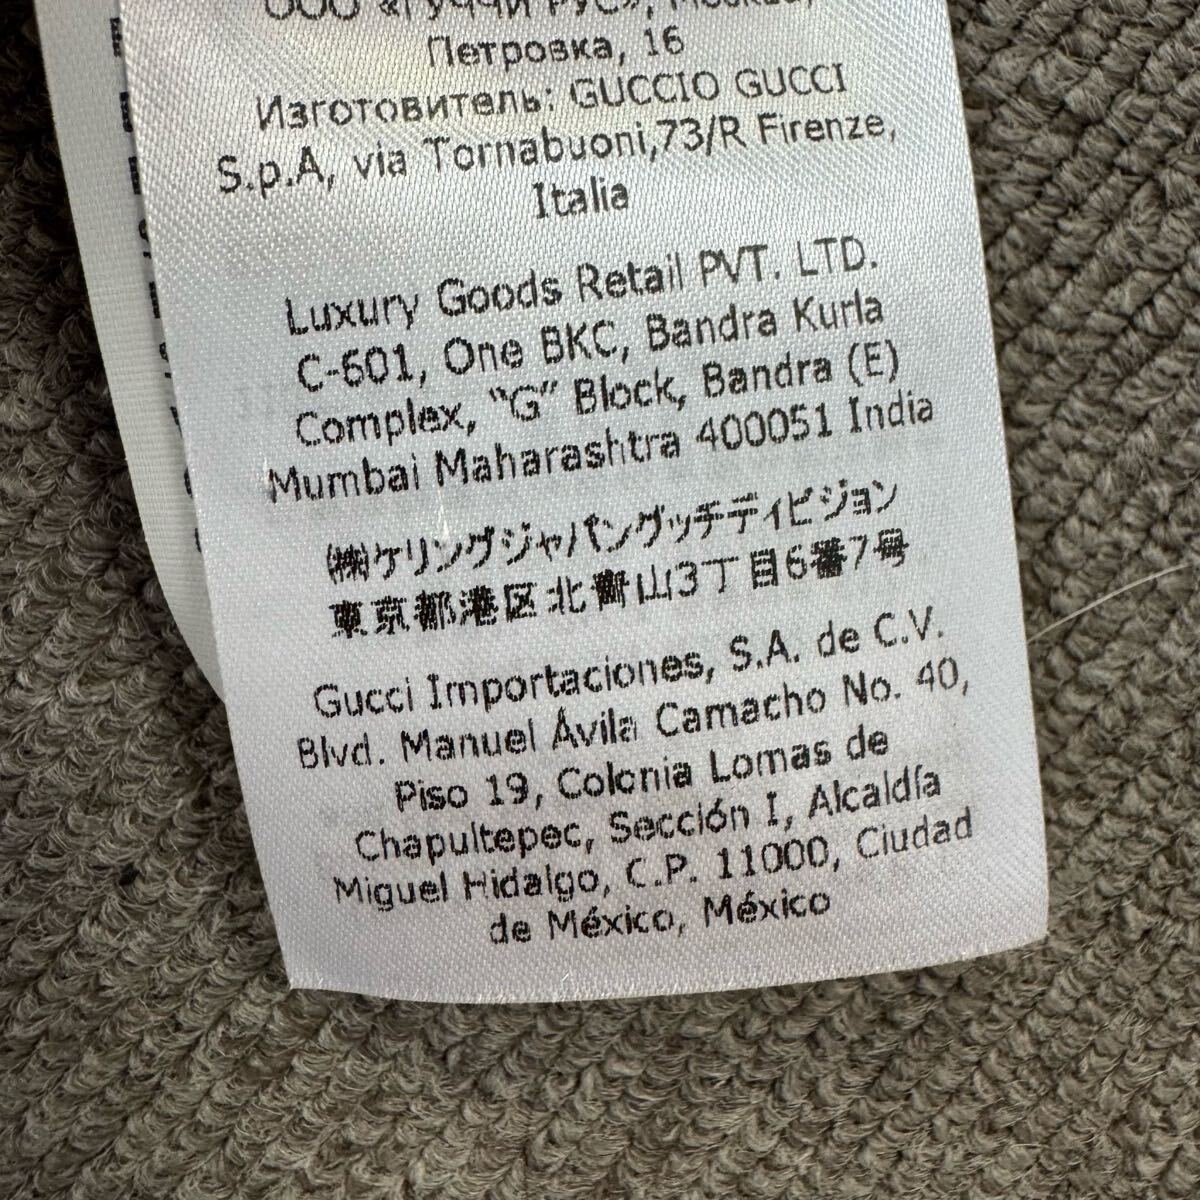 ООО «ГУЧЧИ РУС», Москва,
Петровка, 16
Изготовитель: GUCCIO GUCCI
S.p.A, via Tornabuoni,73/R Firenze,
Italia
Luxury Goods Retail PVT. LTD.
C-601, One BKC, Bandra Kurla
Complex, “G” Block, Bandra (E)
Mumbai Maharashtra 400051 India
㈱ケリングジャパングッチディビジョン
東京都港区北青山3丁目6番7号
Gucci Importaciones, S.A. de C.V.
Blvd. Manuel Ávila Camacho No. 40,
Piso 19, Colonia Lomas de
Chapultepec, Sección I, Alcaldía
Miguel Hidalgo, C.P. 11000, Ciudad
de México, México